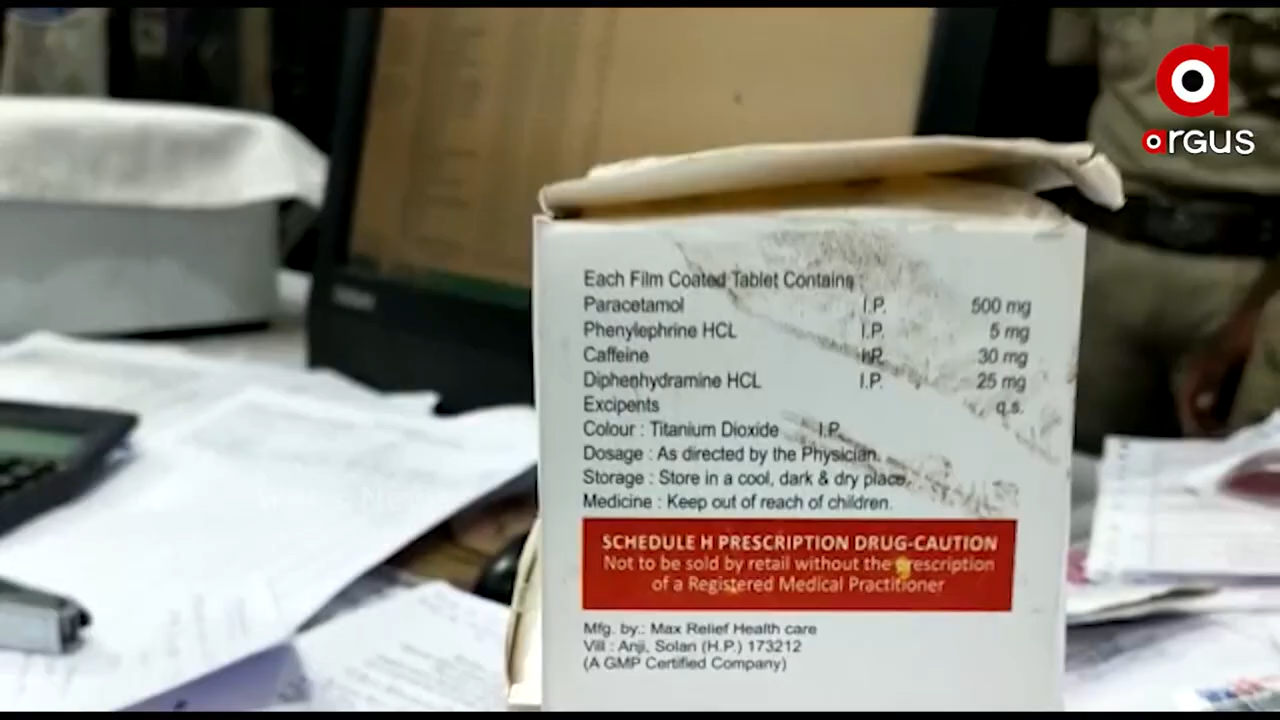 argus
Each Film Coated Tablet Contains
Paracetamol I.P. 500 mg
Phenylephrine HCL I.P. 5 mg
Caffeine I.P. 30 mg
Diphenhydramine HCL I.P. 25 mg
Excipents q.s.
Colour : Titanium Dioxide I.P.
Dosage : As directed by the Physician.
Storage : Store in a cool, dark & dry place.
Medicine : Keep out of reach of children.
SCHEDULE H PRESCRIPTION DRUG-CAUTION
Not to be sold by retail without the prescription
of a Registered Medical Practitioner
Mfg. by.: Max Relief Health care
Vill : Anji, Solan (H.P.) 173212
(A GMP Certified Company)